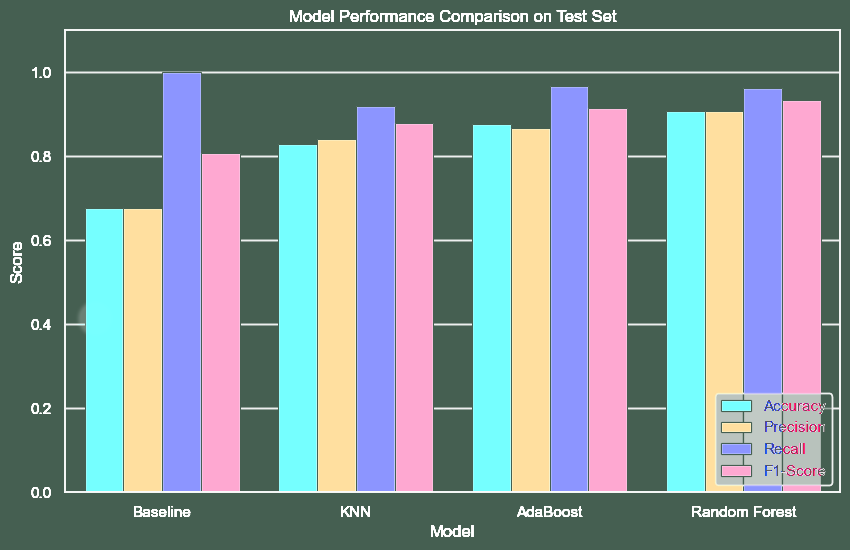 Model Performance Comparison on Test Set
1.0
0.8
0.6
0.4
0.2
0.0
Score
Baseline
KNN
AdaBoost
Random Forest
Model
Accuracy
Precision
Recall
F1-Score